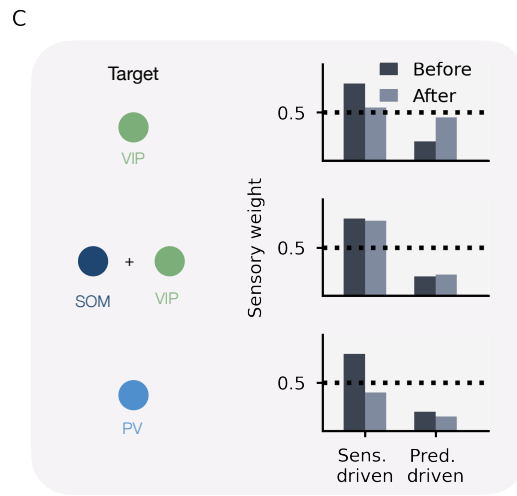 C
Target
Before
After
0.5
VIP
Sensory weight
0.5
+
SOM
VIP
0.5
PV
Sens.
driven
Pred.
driven